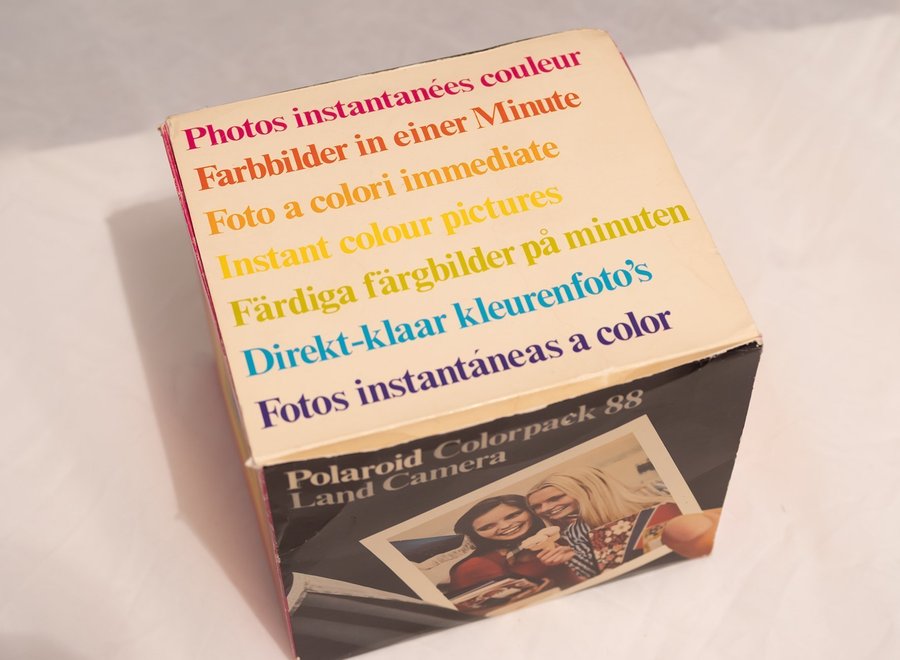 Photos instantanées couleur
Farbbilder in einer Minute
Foto a colori immediate
Instant colour pictures
Färdiga färgbilder på minuten
Direkt-klaar kleurenfoto's
Fotos instantáneas a color
Polaroid Colorpack 88
Land Camera